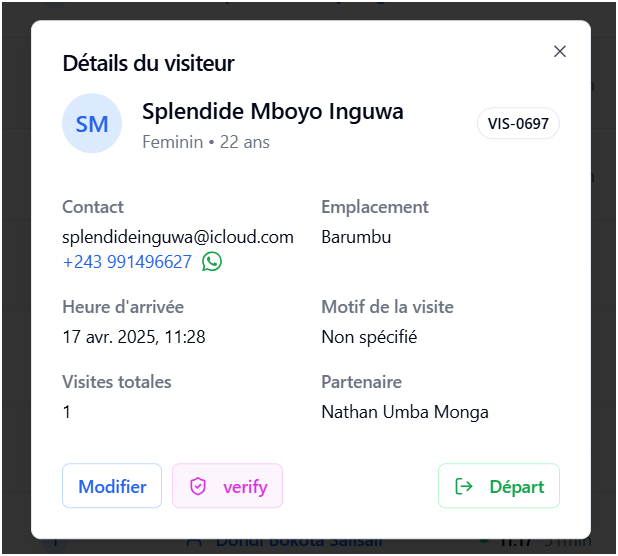 Détails du visiteur
SM
Splendide Mboyo Inguwa
Feminin • 22 ans
VIS-0697
Contact
splendideinguwa@icloud.com
+243 991496627
Emplacement
Barumbu
Heure d'arrivée
17 avr. 2025, 11:28
Motif de la visite
Non spécifié
Visites totales
1
Partenaire
Nathan Umba Monga
Modifier
verify
Départ